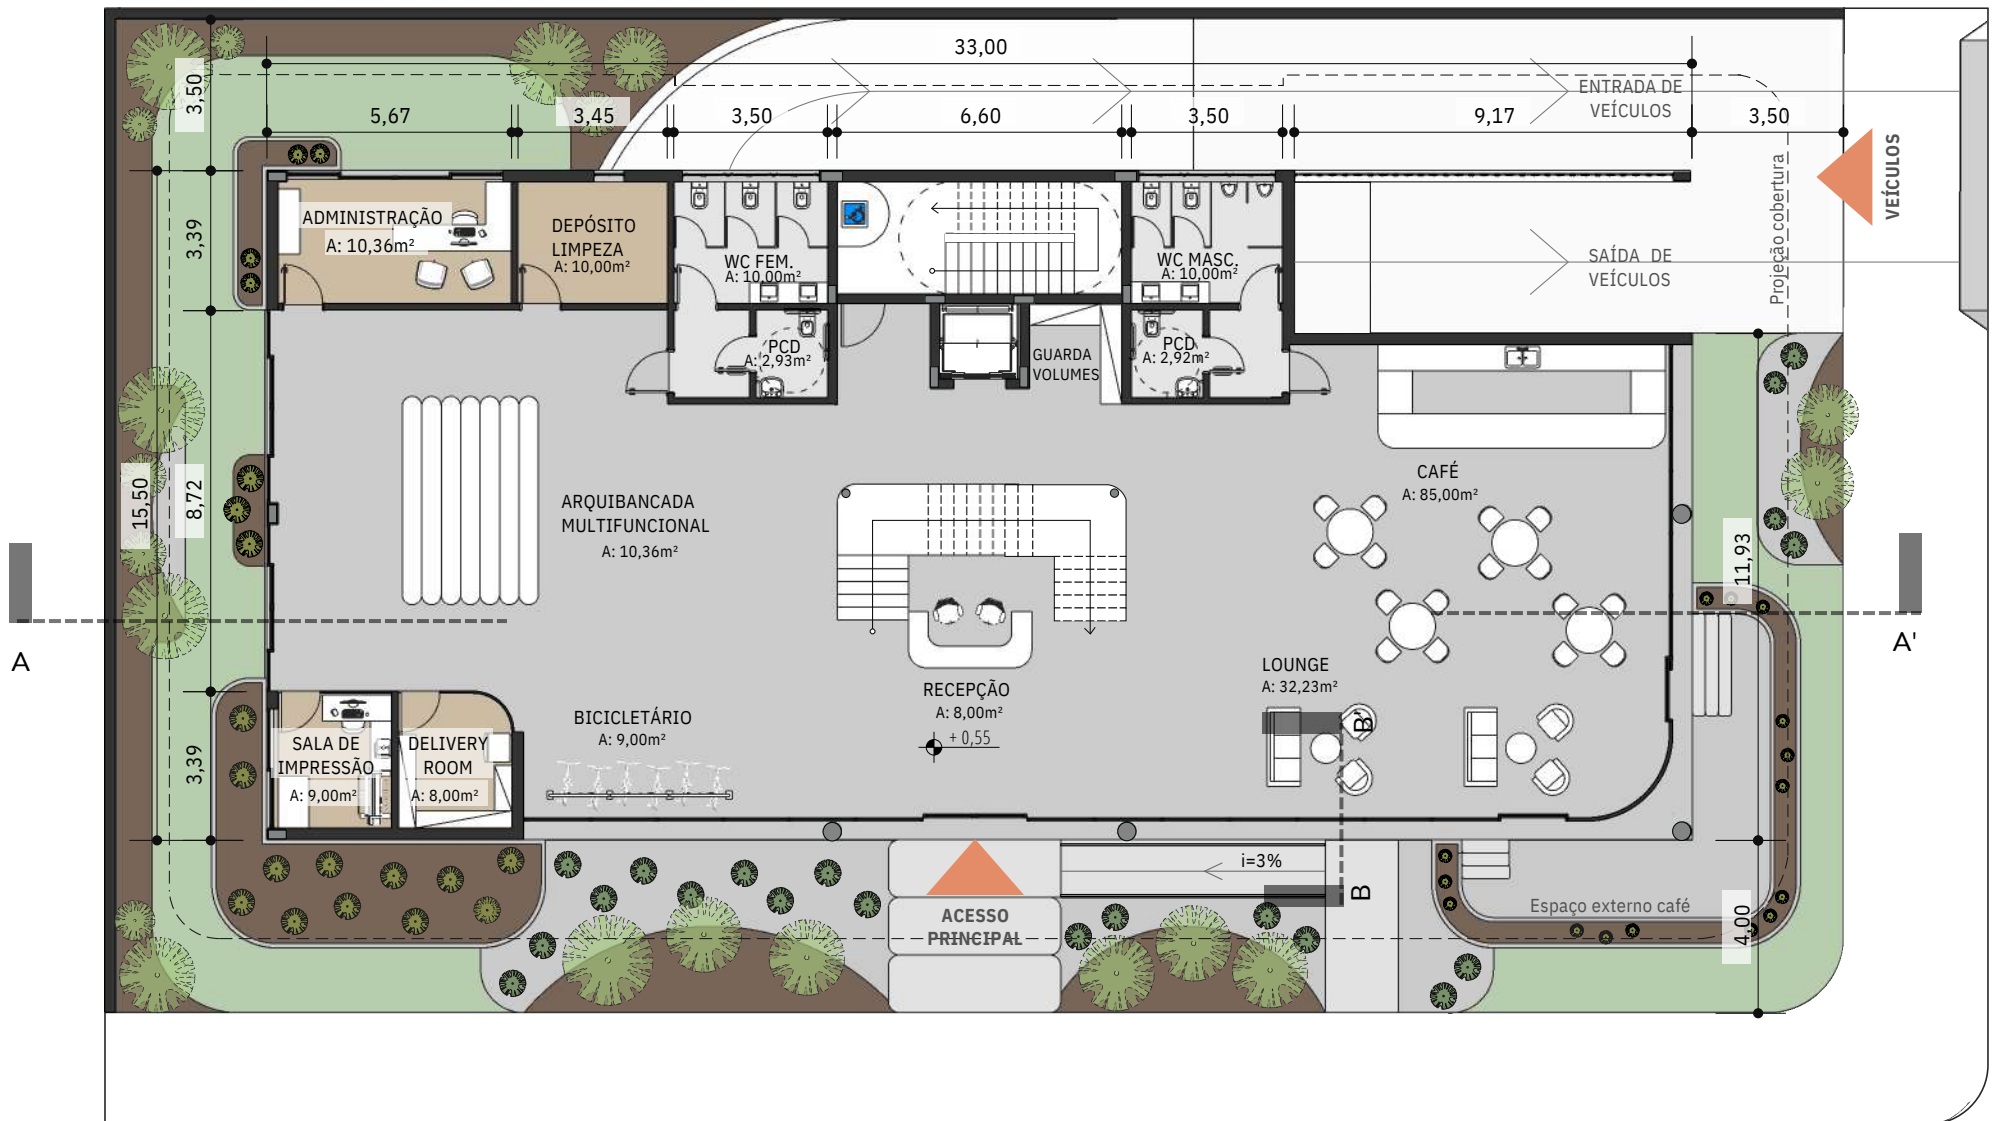 33,00
3,50
5,67
3,45
3,50
6,60
3,50
9,17
3,50
ENTRADA DE
VEÍCULOS
VEÍCULOS
Projeção cobertura
SAÍDA DE
VEÍCULOS
3,39
ADMINISTRAÇÃO
A: 10,36m²
DEPÓSITO
LIMPEZA
A: 10,00m²
WC FEM.
A: 10,00m²
WC MASC.
A: 10,00m²
PCD
A: 2,93m²
GUARDA
VOLUMES
PCD
A: 2,92m²
15,50
8,72
ARQUIBANCADA
MULTIFUNCIONAL
A: 10,36m²
CAFÉ
A: 85,00m²
11,93
A
A'
LOUNGE
A: 32,23m²
RECEPÇÃO
A: 8,00m²
+ 0,55
BICICLETÁRIO
A: 9,00m²
3,39
SALA DE
IMPRESSÃO
A: 9,00m²
DELIVERY
ROOM
A: 8,00m²
B'
i=3%
B
ACESSO
PRINCIPAL
Espaço externo café
4,00